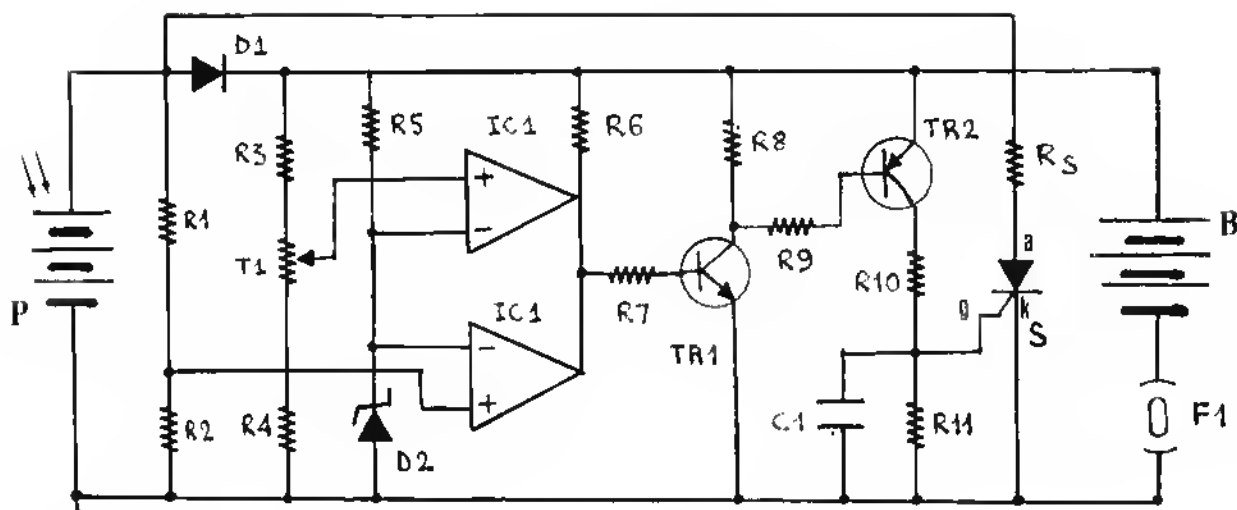 D1
R5
IC1
R6
R8
TR2
R3
+
RS
R1
-
B
T1
R9
a
P
R7
R10
g
k
IC1
S
-
TR1
+
C1
F1
R2
R4
R11
D2